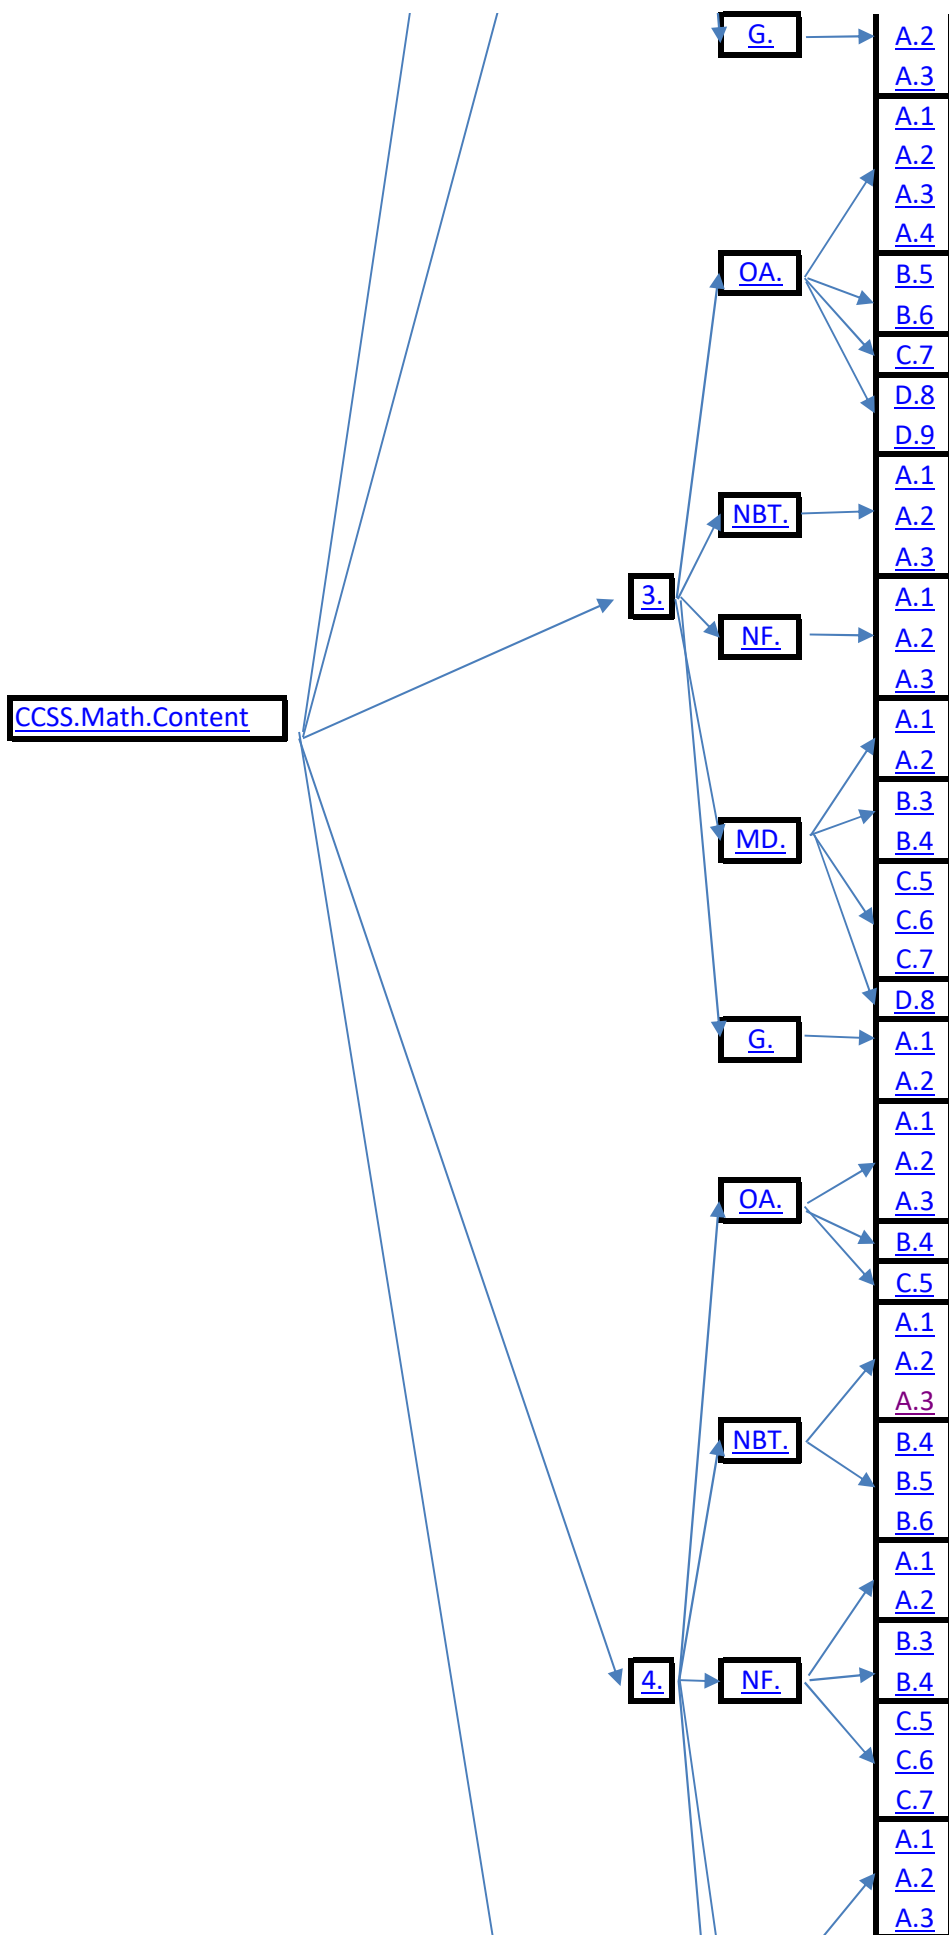 G.
A.2
A.3
A.1
A.2
A.3
A.4
OA.
B.5
B.6
C.7
D.8
D.9
A.1
NBT.
A.2
A.3
3.
A.1
NF.
A.2
A.3
CCSS.Math.Content
A.1
A.2
B.3
MD.
B.4
C.5
C.6
C.7
D.8
G.
A.1
A.2
A.1
A.2
OA.
A.3
B.4
C.5
A.1
A.2
A.3
NBT.
B.4
B.5
B.6
A.1
A.2
B.3
4.
NF.
B.4
C.5
C.6
C.7
A.1
A.2
A.3